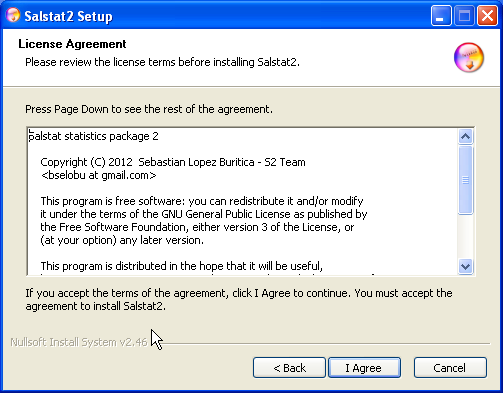 Salstat2 Setup
License Agreement
Please review the license terms before installing Salstat2.
Press Page Down to see the rest of the agreement.
Salstat statistics package 2
Copyright (C) 2012 Sebastian Lopez Buritica - S2 Team
<bselobu at gmail.com>
This program is free software: you can redistribute it and/or modify
it under the terms of the GNU General Public License as published by
the Free Software Foundation, either version 3 of the License, or
(at your option) any later version.
This program is distributed in the hope that it will be useful,
If you accept the terms of the agreement, click I Agree to continue. You must accept the
agreement to install Salstat2.
Nullsoft Install System v2.46
< Back
I Agree
Cancel